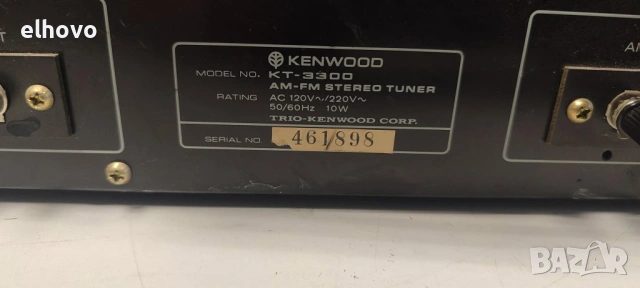 elhovo
T
AM
KENWOOD
MODEL NO. KT-3300
AM-FM STEREO TUNER
RATING AC 120V~/220V~
50/60Hz 10W
TRIO-KENWOOD CORP.
SERIAL NO. 461898
BAZAR